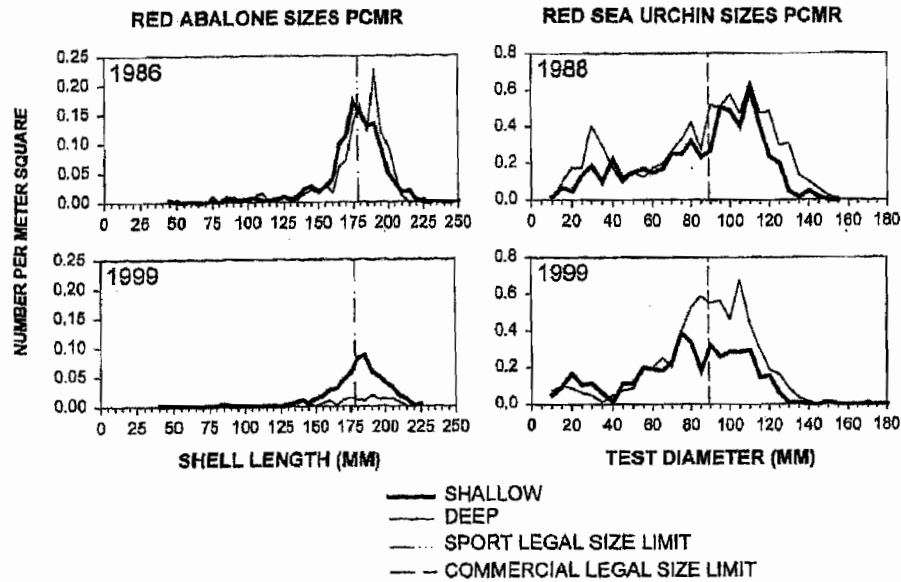 RED ABALONE SIZES PCMR
RED SEA URCHIN SIZES PCMR
NUMBER PER METER SQUARE
1986
0.25
0.20
0.15
0.10
0.05
0.00
0 25 50 75 100 125 150 175 200 225 250
1988
0.8
0.6
0.4
0.2
0.0
0 20 40 60 80 100 120 140 160 180
1999
0.25
0.20
0.15
0.10
0.05
0.00
0 25 50 75 100 125 150 175 200 225 250
1999
0.8
0.6
0.4
0.2
0.0
0 20 40 60 80 100 120 140 160 180
SHELL LENGTH (MM)
TEST DIAMETER (MM)
SHALLOW
DEEP
SPORT LEGAL SIZE LIMIT
COMMERCIAL LEGAL SIZE LIMIT